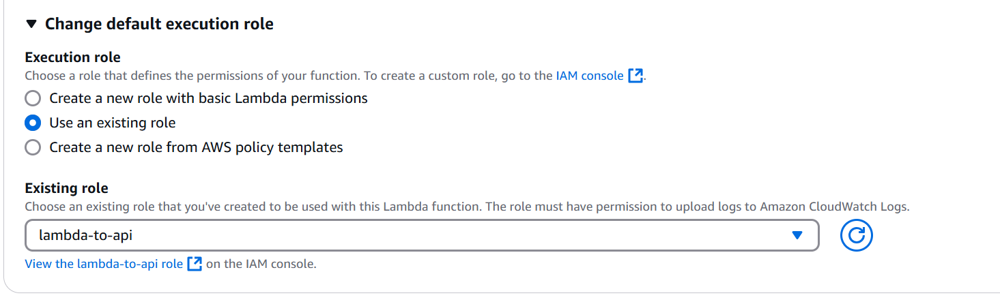 Change default execution role
Execution role
Choose a role that defines the permissions of your function. To create a custom role, go to the IAM console.
Create a new role with basic Lambda permissions
Use an existing role
Create a new role from AWS policy templates
Existing role
Choose an existing role that you've created to be used with this Lambda function. The role must have permission to upload logs to Amazon CloudWatch Logs.
lambda-to-api
View the lambda-to-api role on the IAM console.